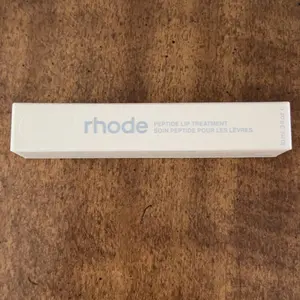 rhode
PEPTIDE LIP TREATMENT
SOIN PEPTIDE POUR LES LÈVRES